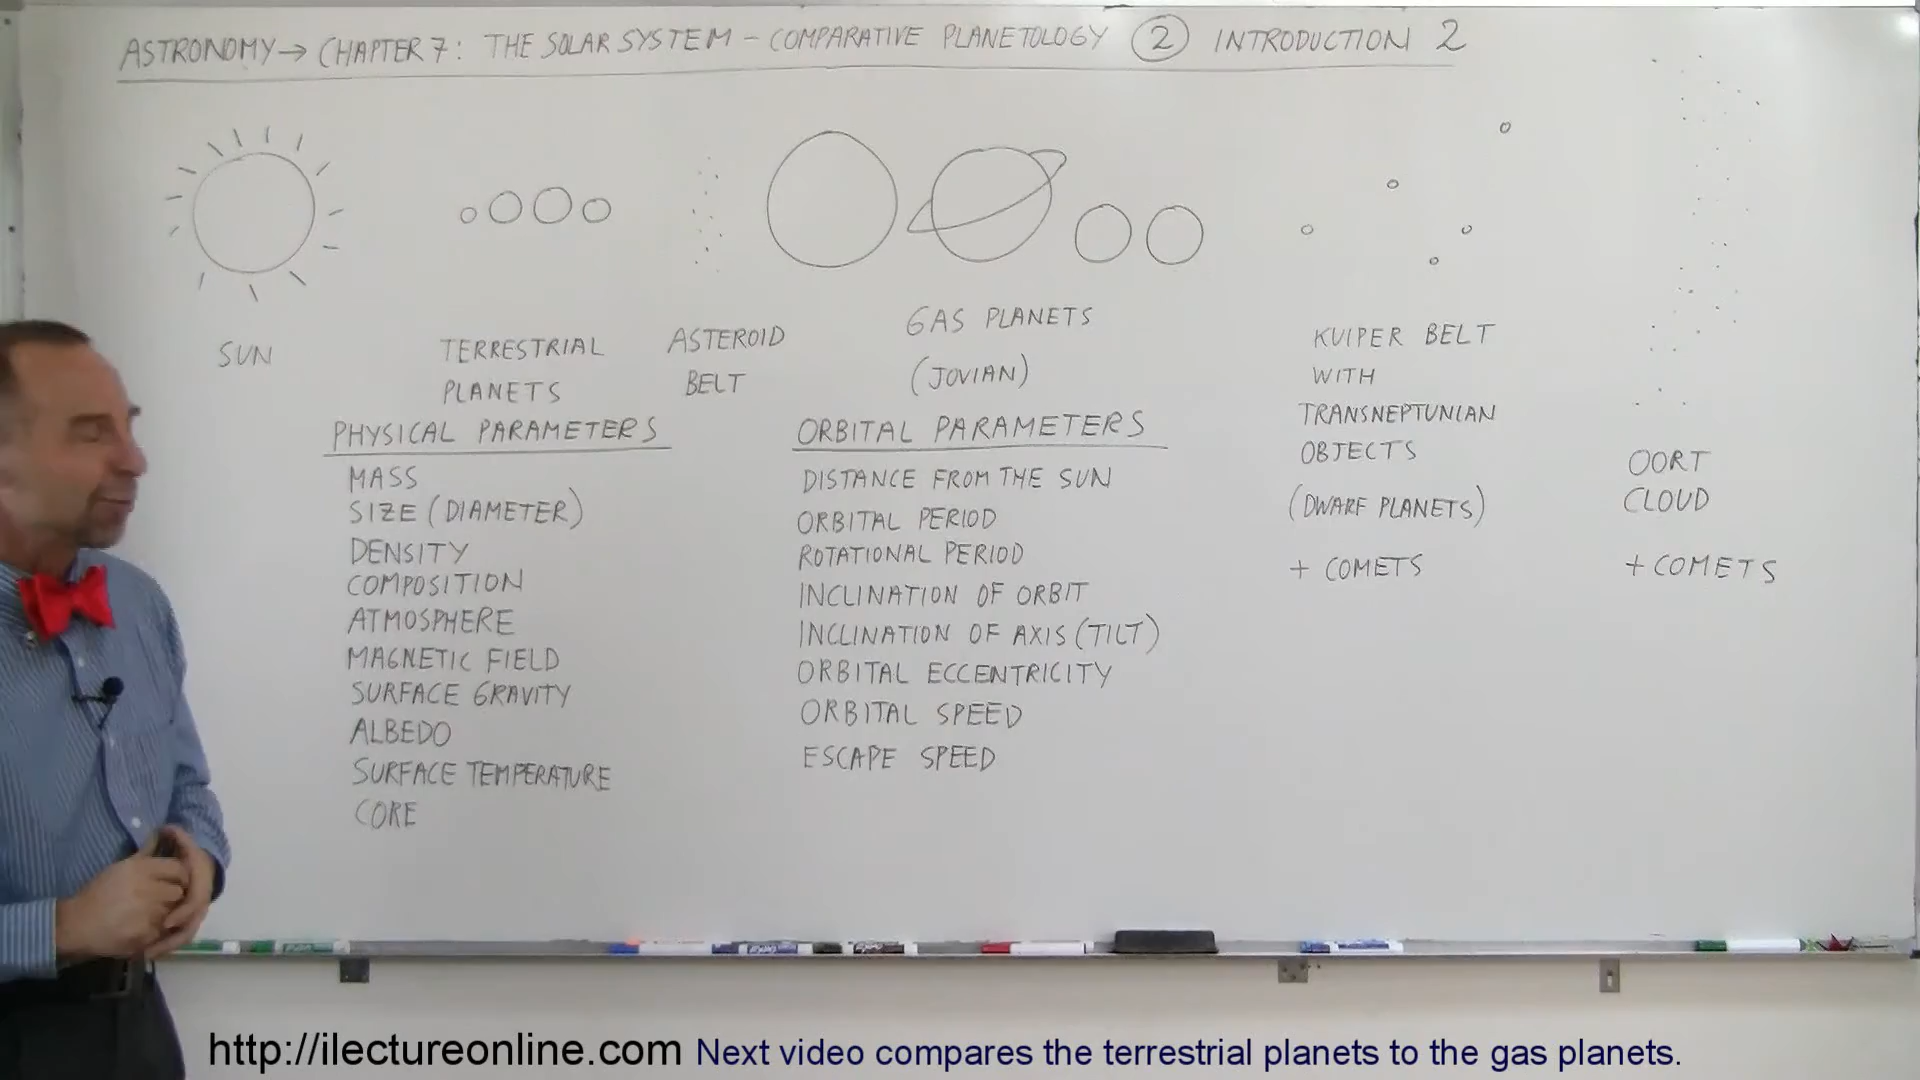 ASTRONOMY → CHAPTER 7: THE SOLAR SYSTEM - COMPARATIVE PLANETOLOGY ② INTRODUCTION 2
SUN
TERRESTRIAL
PLANETS
ASTEROID
BELT
GAS PLANETS
(JOVIAN)
KUIPER BELT
WITH
TRANSNEPTUNIAN
OBJECTS
(DWARF PLANETS)
+ COMETS
OORT
CLOUD
+ COMETS
PHYSICAL PARAMETERS
MASS
SIZE (DIAMETER)
DENSITY
COMPOSITION
ATMOSPHERE
MAGNETIC FIELD
SURFACE GRAVITY
ALBEDO
SURFACE TEMPERATURE
CORE
ORBITAL PARAMETERS
DISTANCE FROM THE SUN
ORBITAL PERIOD
ROTATIONAL PERIOD
INCLINATION OF ORBIT
INCLINATION OF AXIS (TILT)
ORBITAL ECCENTRICITY
ORBITAL SPEED
ESCAPE SPEED
http://ilectureonline.com Next video compares the terrestrial planets to the gas planets.